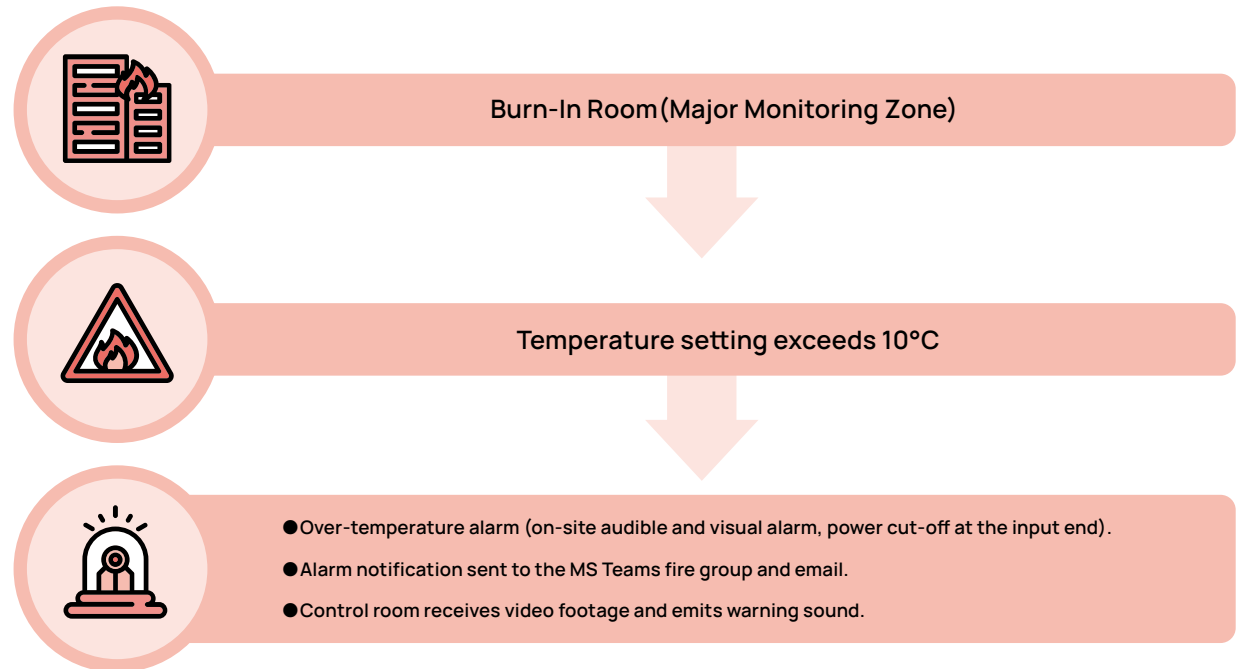 Burn-In Room(Major Monitoring Zone)
Temperature setting exceeds 10°C
●Over-temperature alarm (on-site audible and visual alarm, power cut-off at the input end).
●Alarm notification sent to the MS Teams fire group and email.
●Control room receives video footage and emits warning sound.